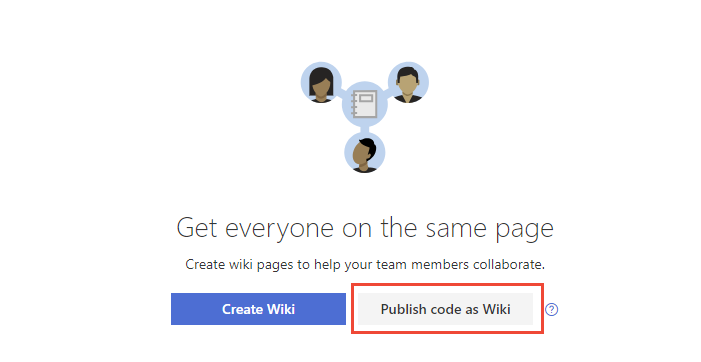 Get everyone on the same page
Create wiki pages to help your team members collaborate.
Create Wiki
Publish code as Wiki
?